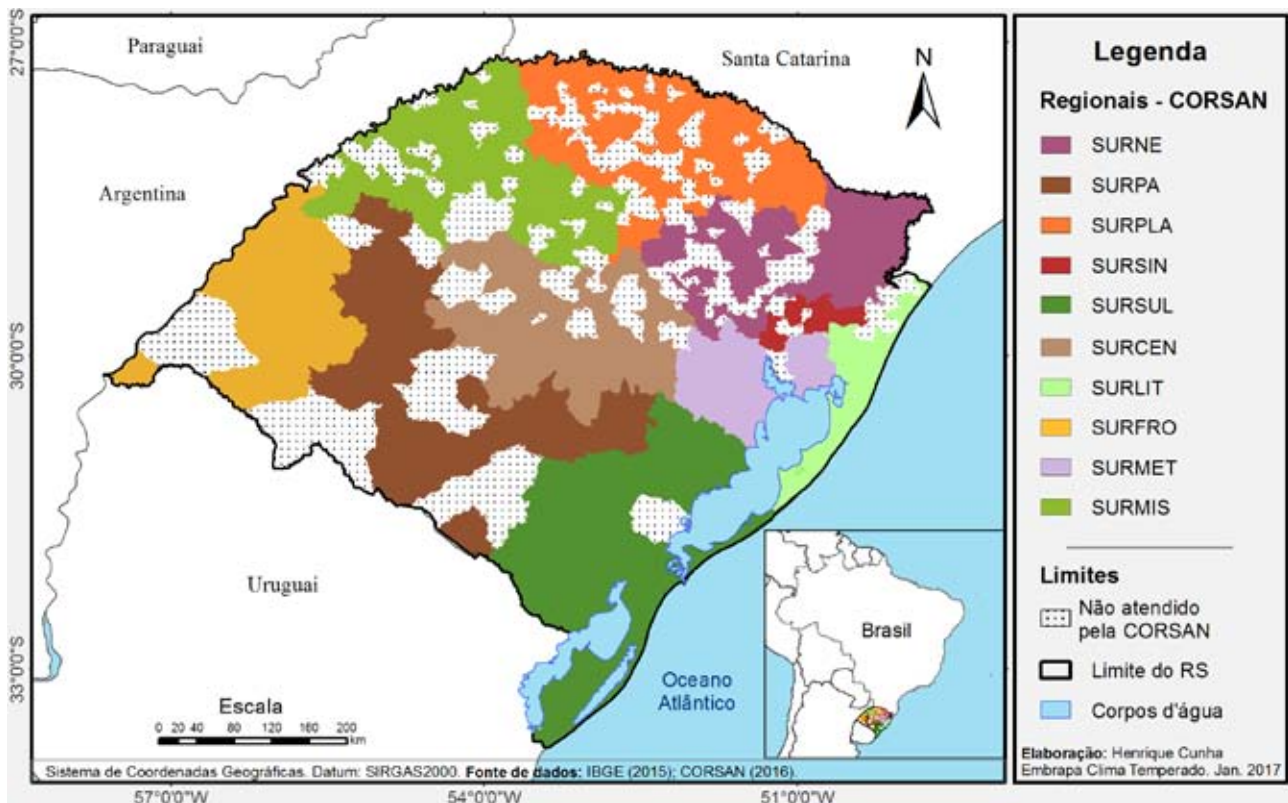 27°0'0"S
30°0'0"S
33°0'0"S
57°0'0"W
54°0'0"W
51°0'0"W
Paraguai
Santa Catarina
N
Argentina
Uruguai
Oceano
Atlântico
Brasil
Escala
0 20 40 80 120 160 200
km
Sistema de Coordenadas Geográficas. Datum: SIRGAS2000. Fonte de dados: IBGE (2015); CORSAN (2016).
Legenda
Regionais - CORSAN
SURNE
SURPA
SURPLA
SURSIN
SURSUL
SURCEN
SURLIT
SURFRO
SURMET
SURMIS
Limites
Não atendido
pela CORSAN
Limite do RS
Corpos d'água
Elaboração: Henrique Cunha
Embrapa Clima Temperado. Jan. 2017